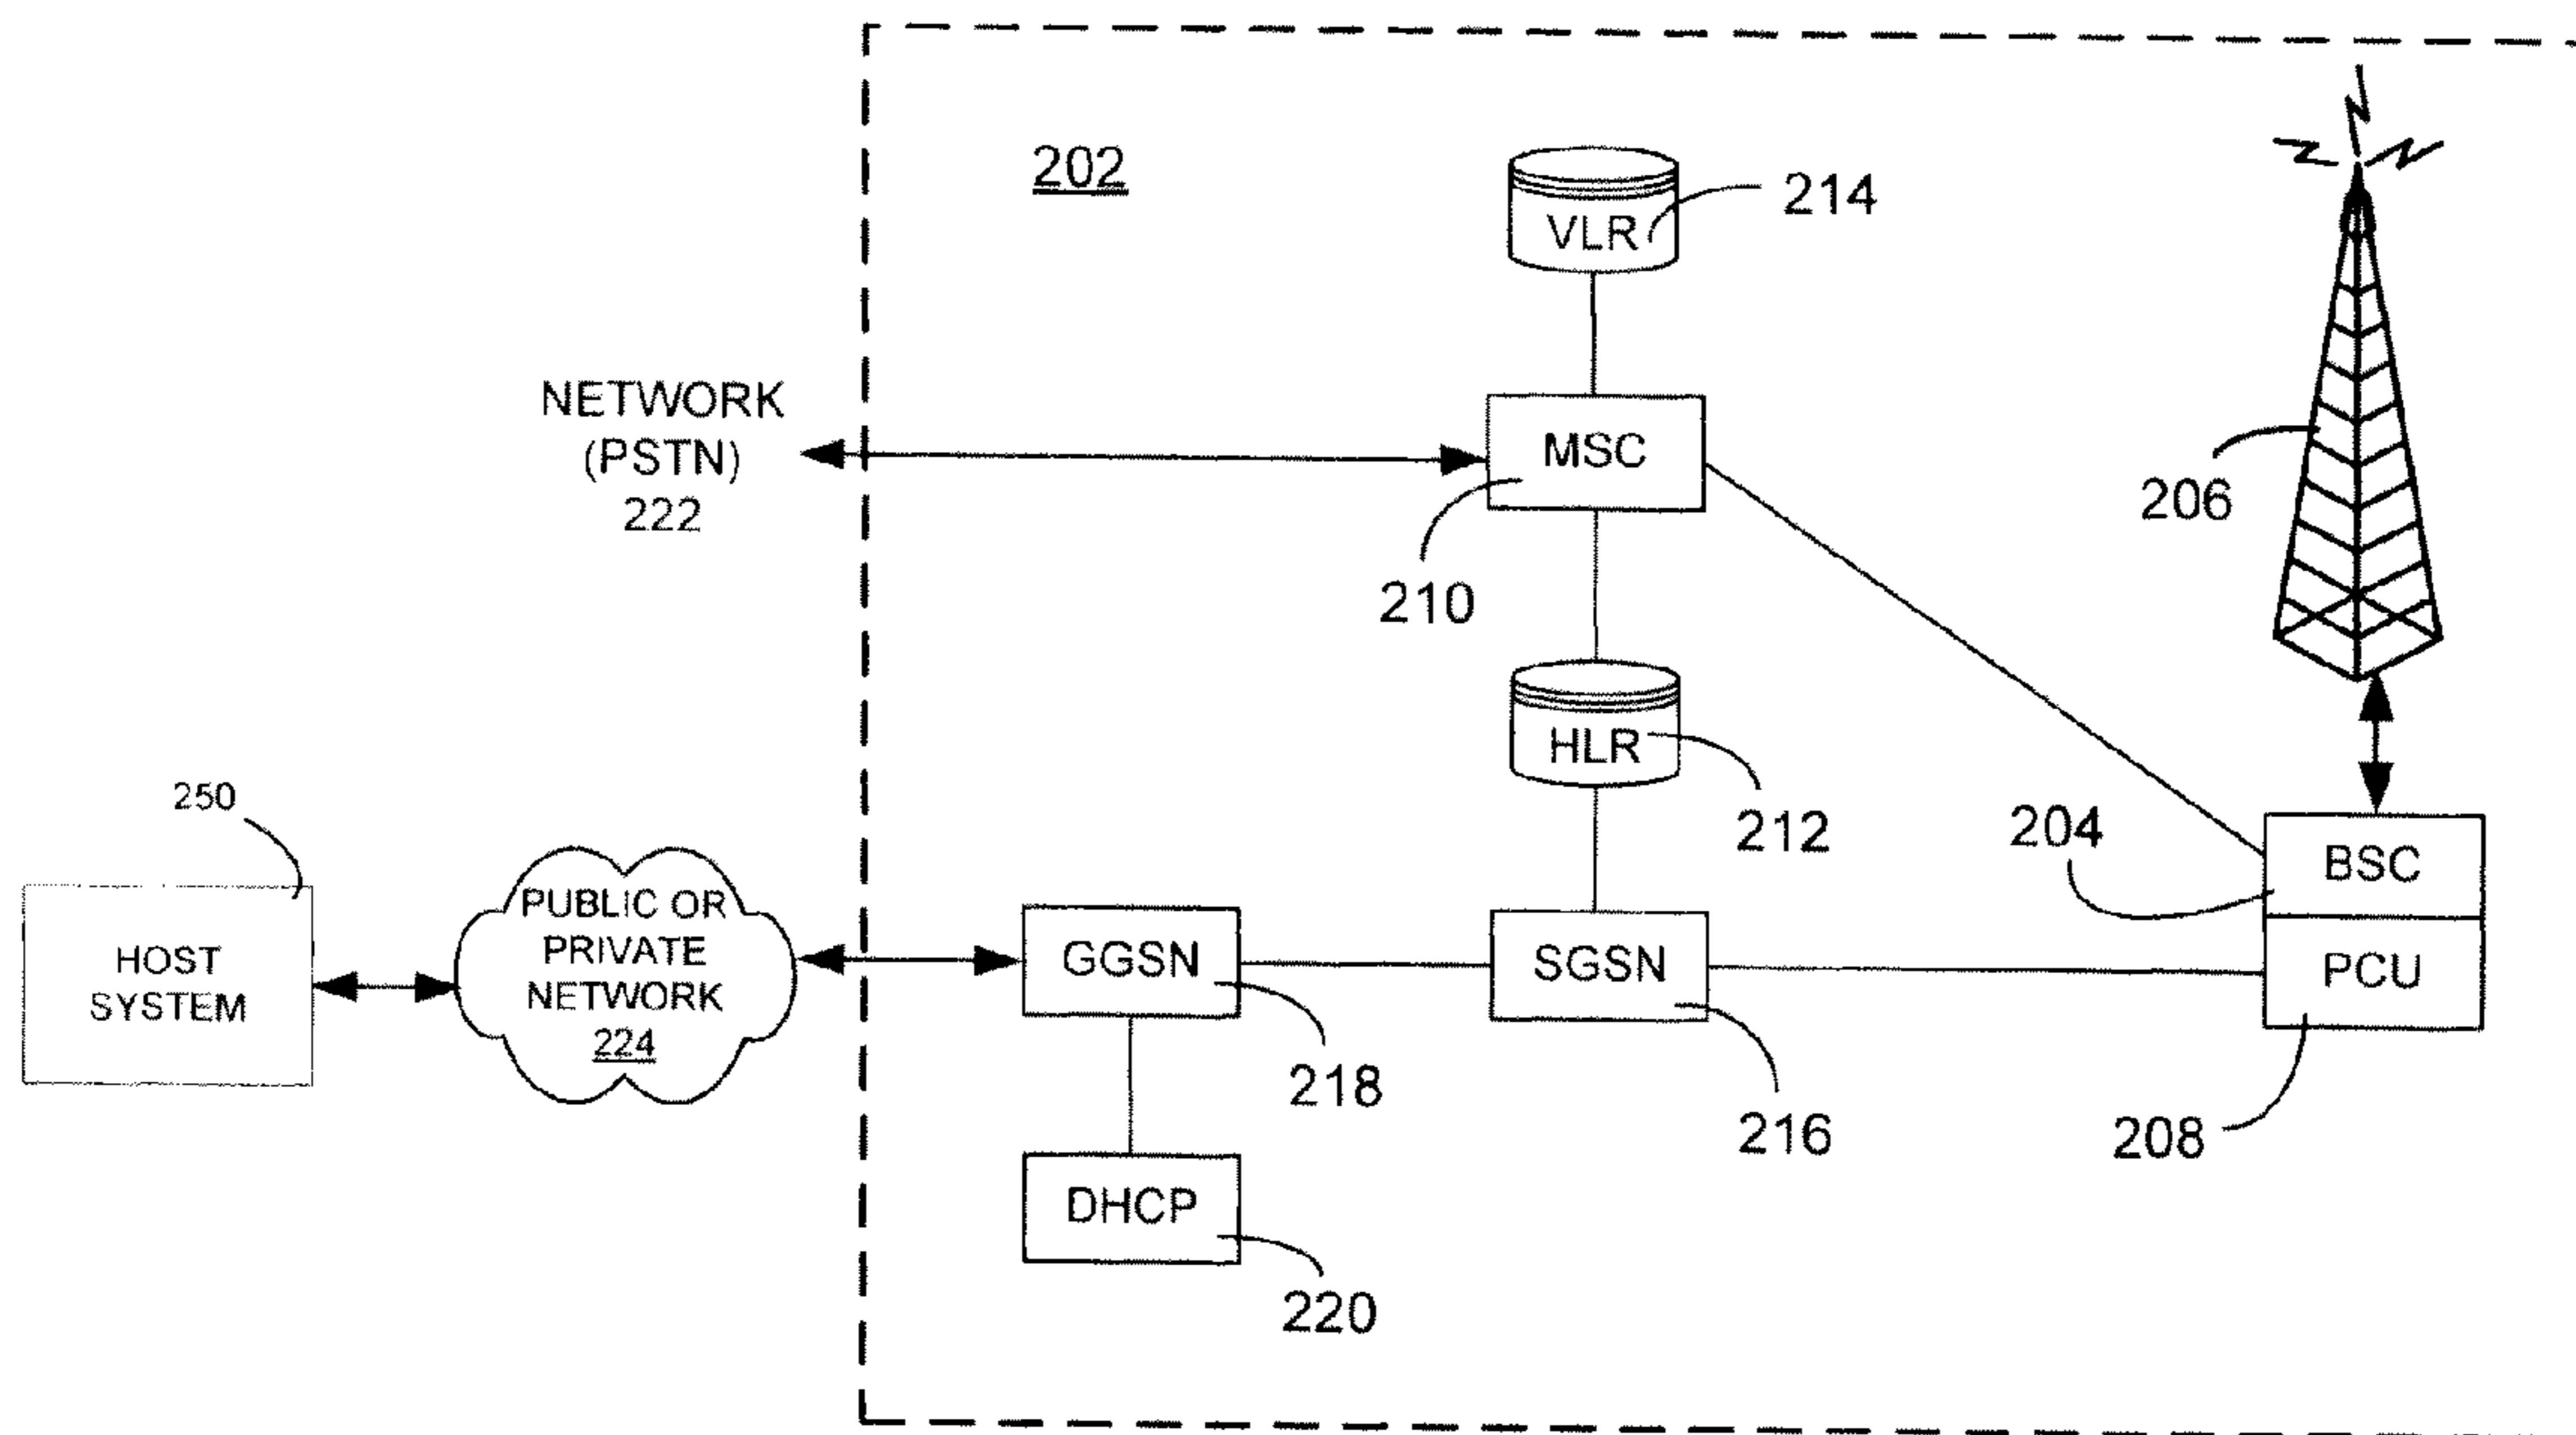 202
VLR
214
NETWORK
(PSTN)
222
MSC
210
206
HLR
212
250
HOST
SYSTEM
PUBLIC OR
PRIVATE
NETWORK
224
GGSN
218
SGSN
216
204
BSC
PCU
208
DHCP
220